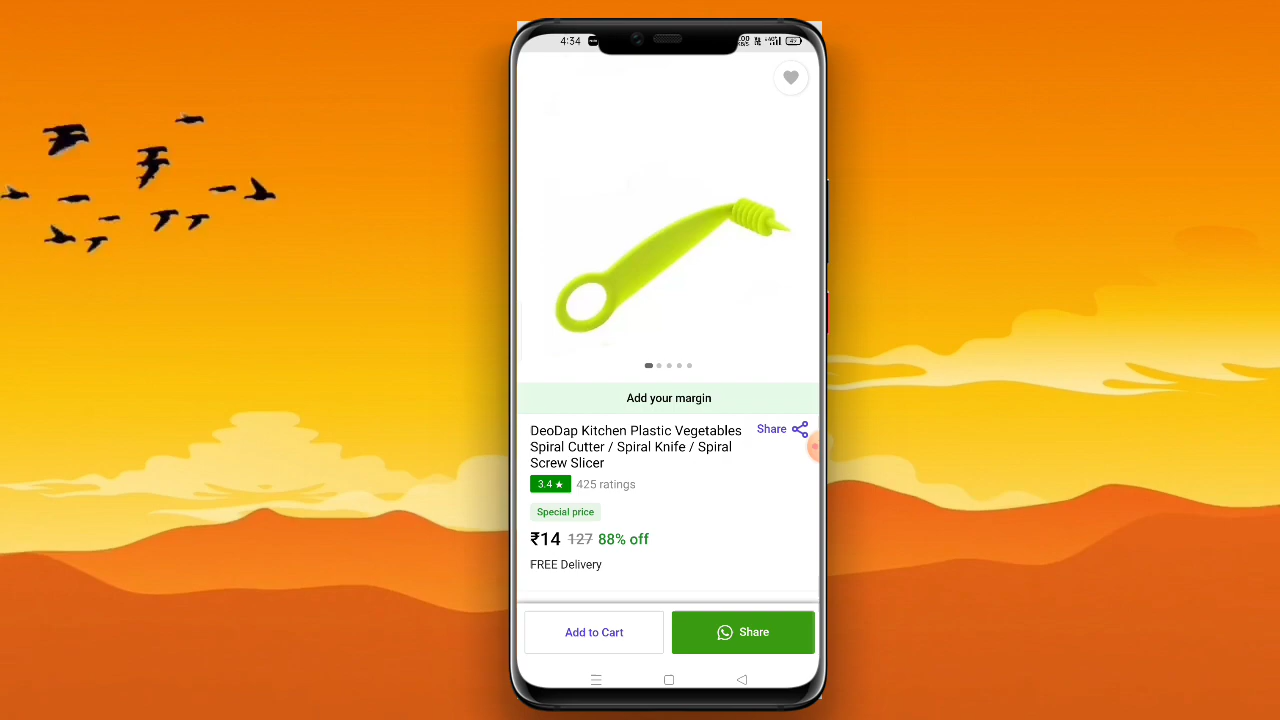 4:34
Add your margin
DeoDap Kitchen Plastic Vegetables
Spiral Cutter / Spiral Knife / Spiral
Screw Slicer
Share
3.4 ★ 425 ratings
Special price
₹14 127 88% off
FREE Delivery
Add to Cart
Share